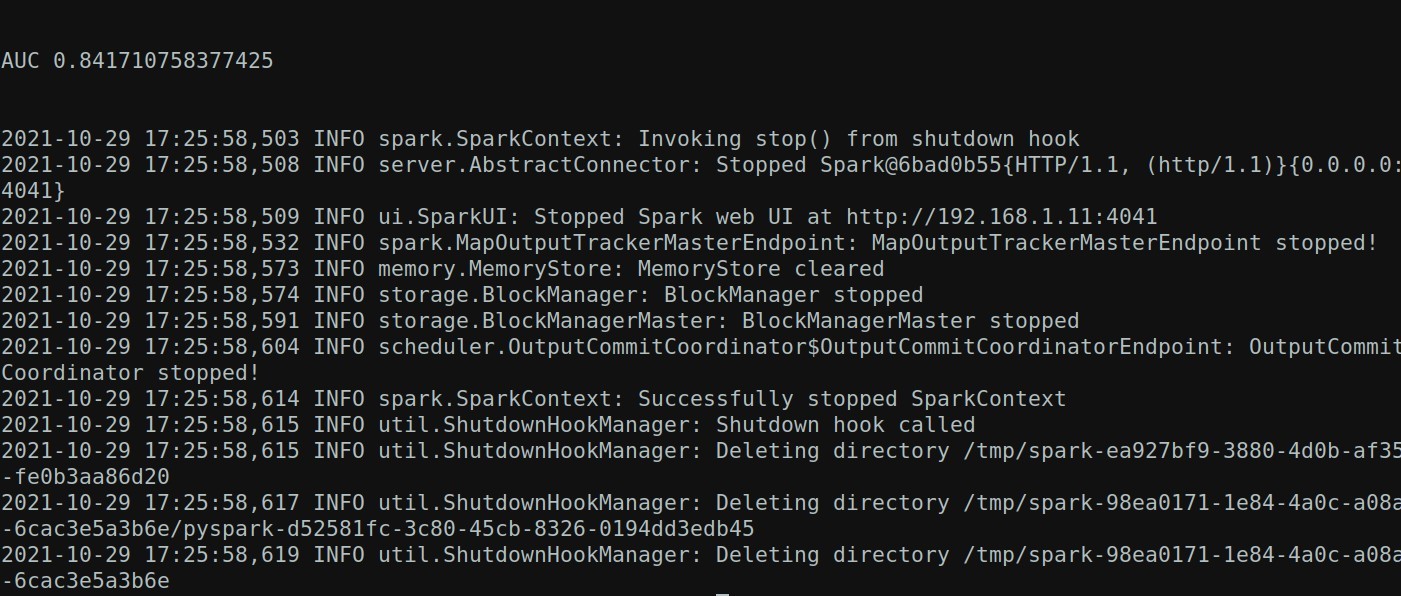 AUC 0.841710758377425
2021-10-29 17:25:58,503 INFO spark.SparkContext: Invoking stop() from shutdown hook
2021-10-29 17:25:58,508 INFO server.AbstractConnector: Stopped Spark@6bad0b55{HTTP/1.1, (http/1.1)}{0.0.0.0:
4041}
2021-10-29 17:25:58,509 INFO ui.SparkUI: Stopped Spark web UI at http://192.168.1.11:4041
2021-10-29 17:25:58,532 INFO spark.MapOutputTrackerMasterEndpoint: MapOutputTrackerMasterEndpoint stopped!
2021-10-29 17:25:58,573 INFO memory.MemoryStore: MemoryStore cleared
2021-10-29 17:25:58,574 INFO storage.BlockManager: BlockManager stopped
2021-10-29 17:25:58,591 INFO storage.BlockManagerMaster: BlockManagerMaster stopped
2021-10-29 17:25:58,604 INFO scheduler.OutputCommitCoordinator$OutputCommitCoordinatorEndpoint: OutputCommit
Coordinator stopped!
2021-10-29 17:25:58,614 INFO spark.SparkContext: Successfully stopped SparkContext
2021-10-29 17:25:58,615 INFO util.ShutdownHookManager: Shutdown hook called
2021-10-29 17:25:58,615 INFO util.ShutdownHookManager: Deleting directory /tmp/spark-ea927bf9-3880-4d0b-af35
-fe0b3aa86d20
2021-10-29 17:25:58,617 INFO util.ShutdownHookManager: Deleting directory /tmp/spark-98ea0171-1e84-4a0c-a08a
-6cac3e5a3b6e/pyspark-d52581fc-3c80-45cb-8326-0194dd3edb45
2021-10-29 17:25:58,619 INFO util.ShutdownHookManager: Deleting directory /tmp/spark-98ea0171-1e84-4a0c-a08a
-6cac3e5a3b6e